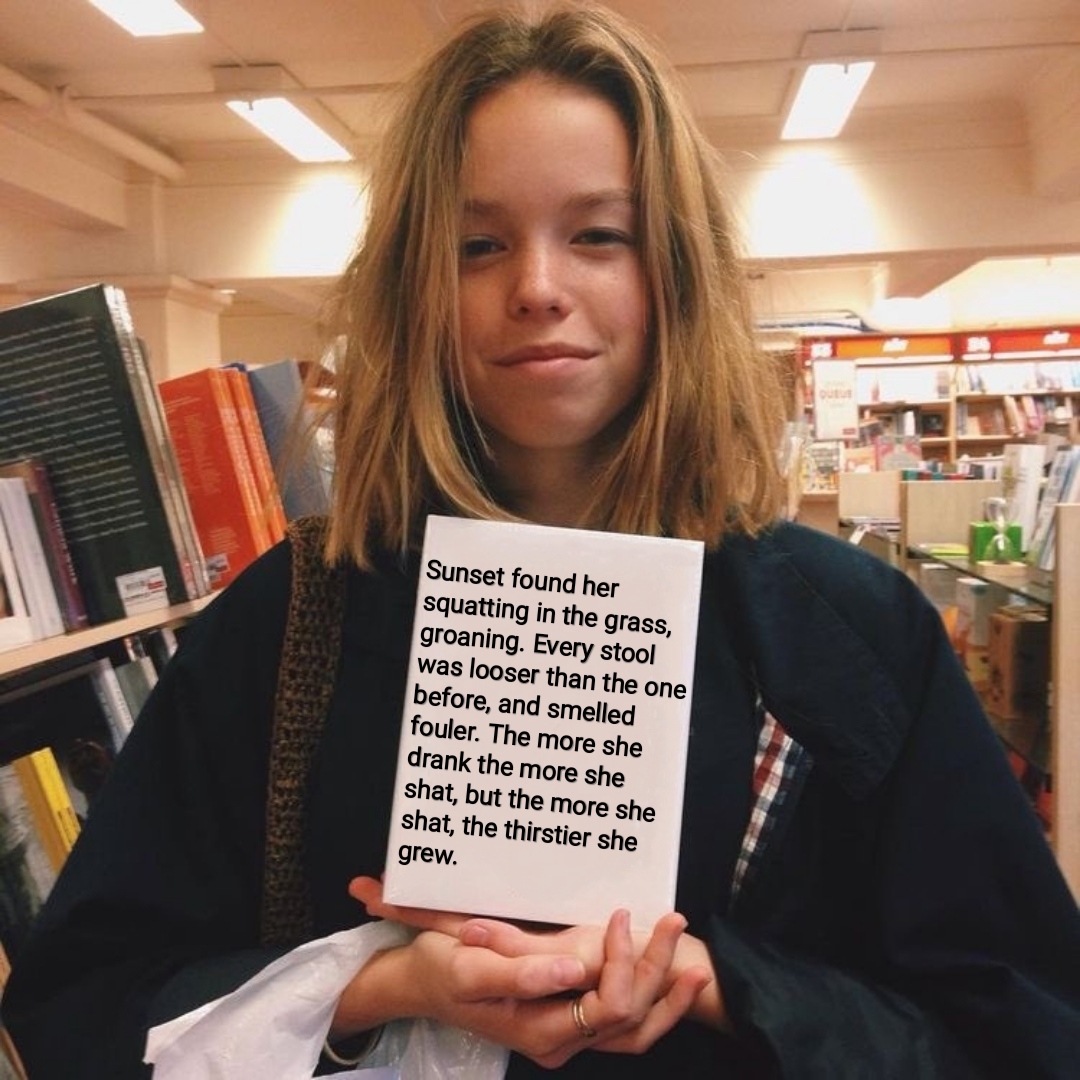 Sunset found her
squatting in the grass,
groaning. Every stool
was looser than the one
before, and smelled
fouler. The more she
drank the more she
shat, but the more she
shat, the thirstier she
grew.
QUEUE